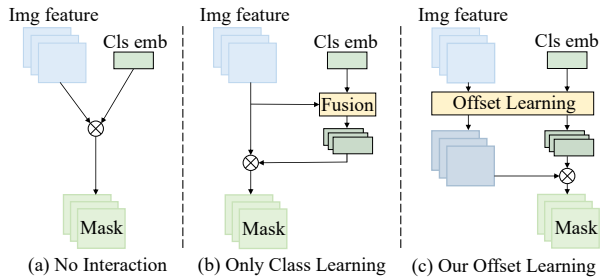 Img feature
Cls emb
Mask
(a) No Interaction
Img feature
Cls emb
Fusion
Mask
(b) Only Class Learning
Img feature
Cls emb
Offset Learning
Mask
(c) Our Offset Learning